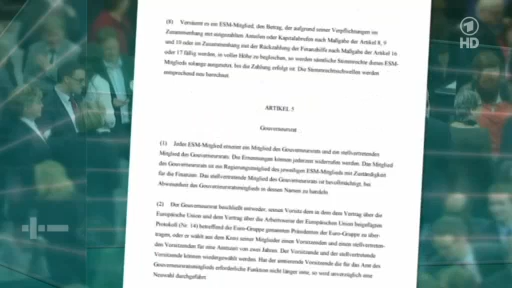 (8) Versäumt es ein ESM-Mitglied, den Betrag, der aufgrund seiner Verpflichtungen im
Zusammenhang mit eingezahlten Anteilen oder Kapitalabrufen nach Maßgabe der Artikel 8, 9
und 10 oder im Zusammenhang mit der Rückzahlung der Finanzhilfe nach Maßgabe der Artikel 16
oder 17 fällig werden, in voller Höhe zu begleichen, so werden sämtliche Stimmrechte dieses ESM-
Mitglieds solange ausgesetzt, bis die Zahlung erfolgt ist. Die Stimmrechtsschwellen werden
entsprechend neu berechnet.
ARTIKEL 5
Gouverneursrat
(1) Jedes ESM-Mitglied ernennt ein Mitglied des Gouverneursrats und ein stellvertretendes
Mitglied des Gouverneursrats. Die Ernennungen können jederzeit widerrufen werden. Das Mitglied
des Gouverneursrats ist ein Regierungsmitglied des jeweiligen ESM-Mitglieds mit Zuständigkeit
für die Finanzen. Das stellvertretende Mitglied des Gouverneursrats ist bevollmächtigt, bei
Abwesenheit des Gouverneursratsmitglieds in dessen Namen zu handeln.
(2) Der Gouverneursrat beschließt entweder, seinen Vorsitz dem in dem dem Vertrag über die
Europäische Union und dem Vertrag über die Arbeitsweise der Europäischen Union beigefügten
Protokoll (Nr. 14) betreffend die Euro-Gruppe genannten Präsidenten der Euro-Gruppe zu über-
tragen, oder er wählt aus dem Kreis seiner Mitglieder einen Vorsitzenden und einen stellvertreten-
den Vorsitzenden für eine Amtszeit von zwei Jahren. Der Vorsitzende und der stellvertretende
Vorsitzende können wiedergewählt werden. Hat der amtierende Vorsitzende die für das Amt des
Gouverneursratsmitglieds erforderliche Funktion nicht länger inne, so wird unverzüglich eine
Neuwahl durchgeführt.
ARD HD